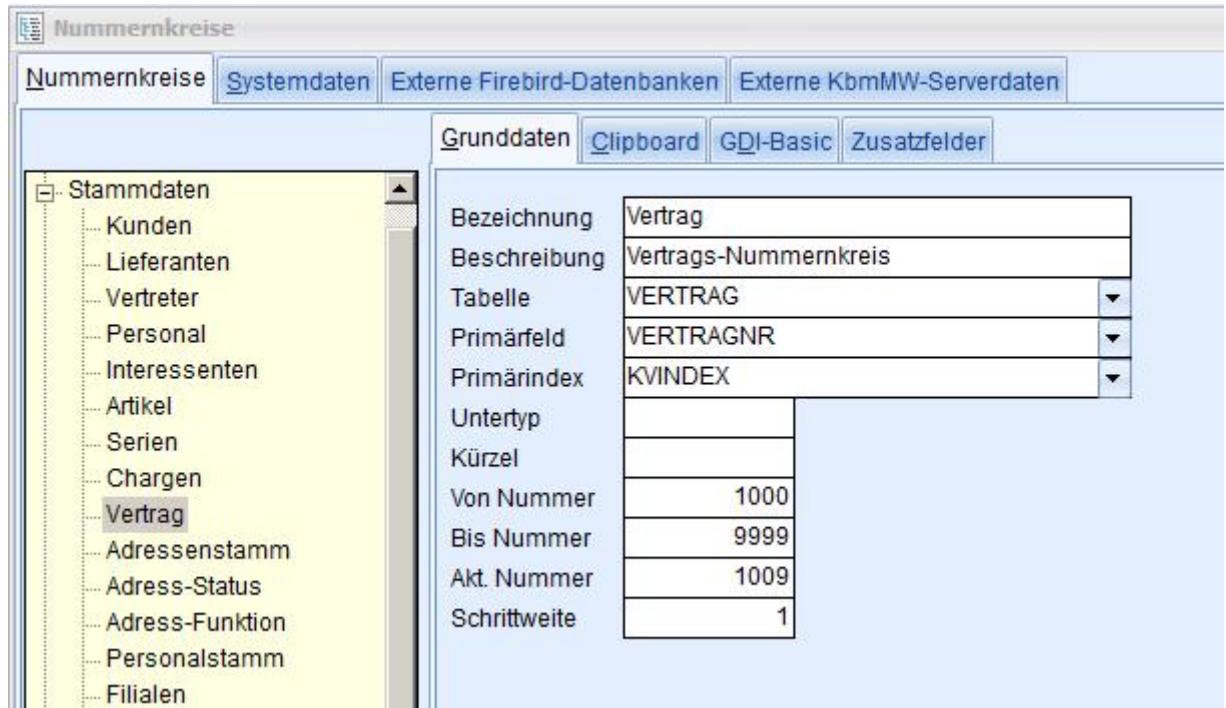 Nummernkreise
Nummernkreise Systemdaten Externe Firebird-Datenbanken Externe KbmMW-Serverdaten
Grunddaten Clipboard GDI-Basic Zusatzfelder
Stammdaten
Kunden
Lieferanten
Vertreter
Personal
Interessenten
Artikel
Serien
Chargen
Vertrag
Adressenstamm
Adress-Status
Adress-Funktion
Personalstamm
Filialen
Bezeichnung Vertrag
Beschreibung Vertrags-Nummernkreis
Tabelle VERTRAG
Primärfeld VERTRAGNR
Primärindex KVINDEX
Untertyp
Kürzel
Von Nummer 1000
Bis Nummer 9999
Akt. Nummer 1009
Schrittweite 1